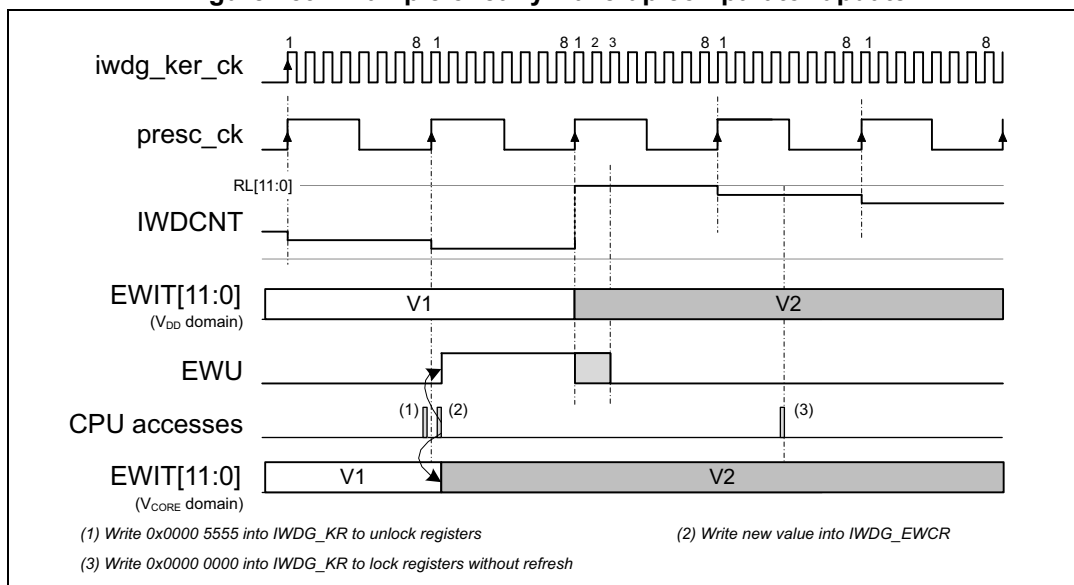 1 8 1 8 1 2 3 8 1 8 1 8
iwdg_ker_ck
presc_ck
RL[11:0]
IWDCNT
EWIT[11:0]
(VDD domain)
V1 V2
EWU
(1) (2) (3)
CPU accesses
EWIT[11:0]
(VCORE domain)
V1 V2
(1) Write 0x0000 5555 into IWDG_KR to unlock registers (2) Write new value into IWDG_EWCR
(3) Write 0x0000 0000 into IWDG_KR to lock registers without refresh